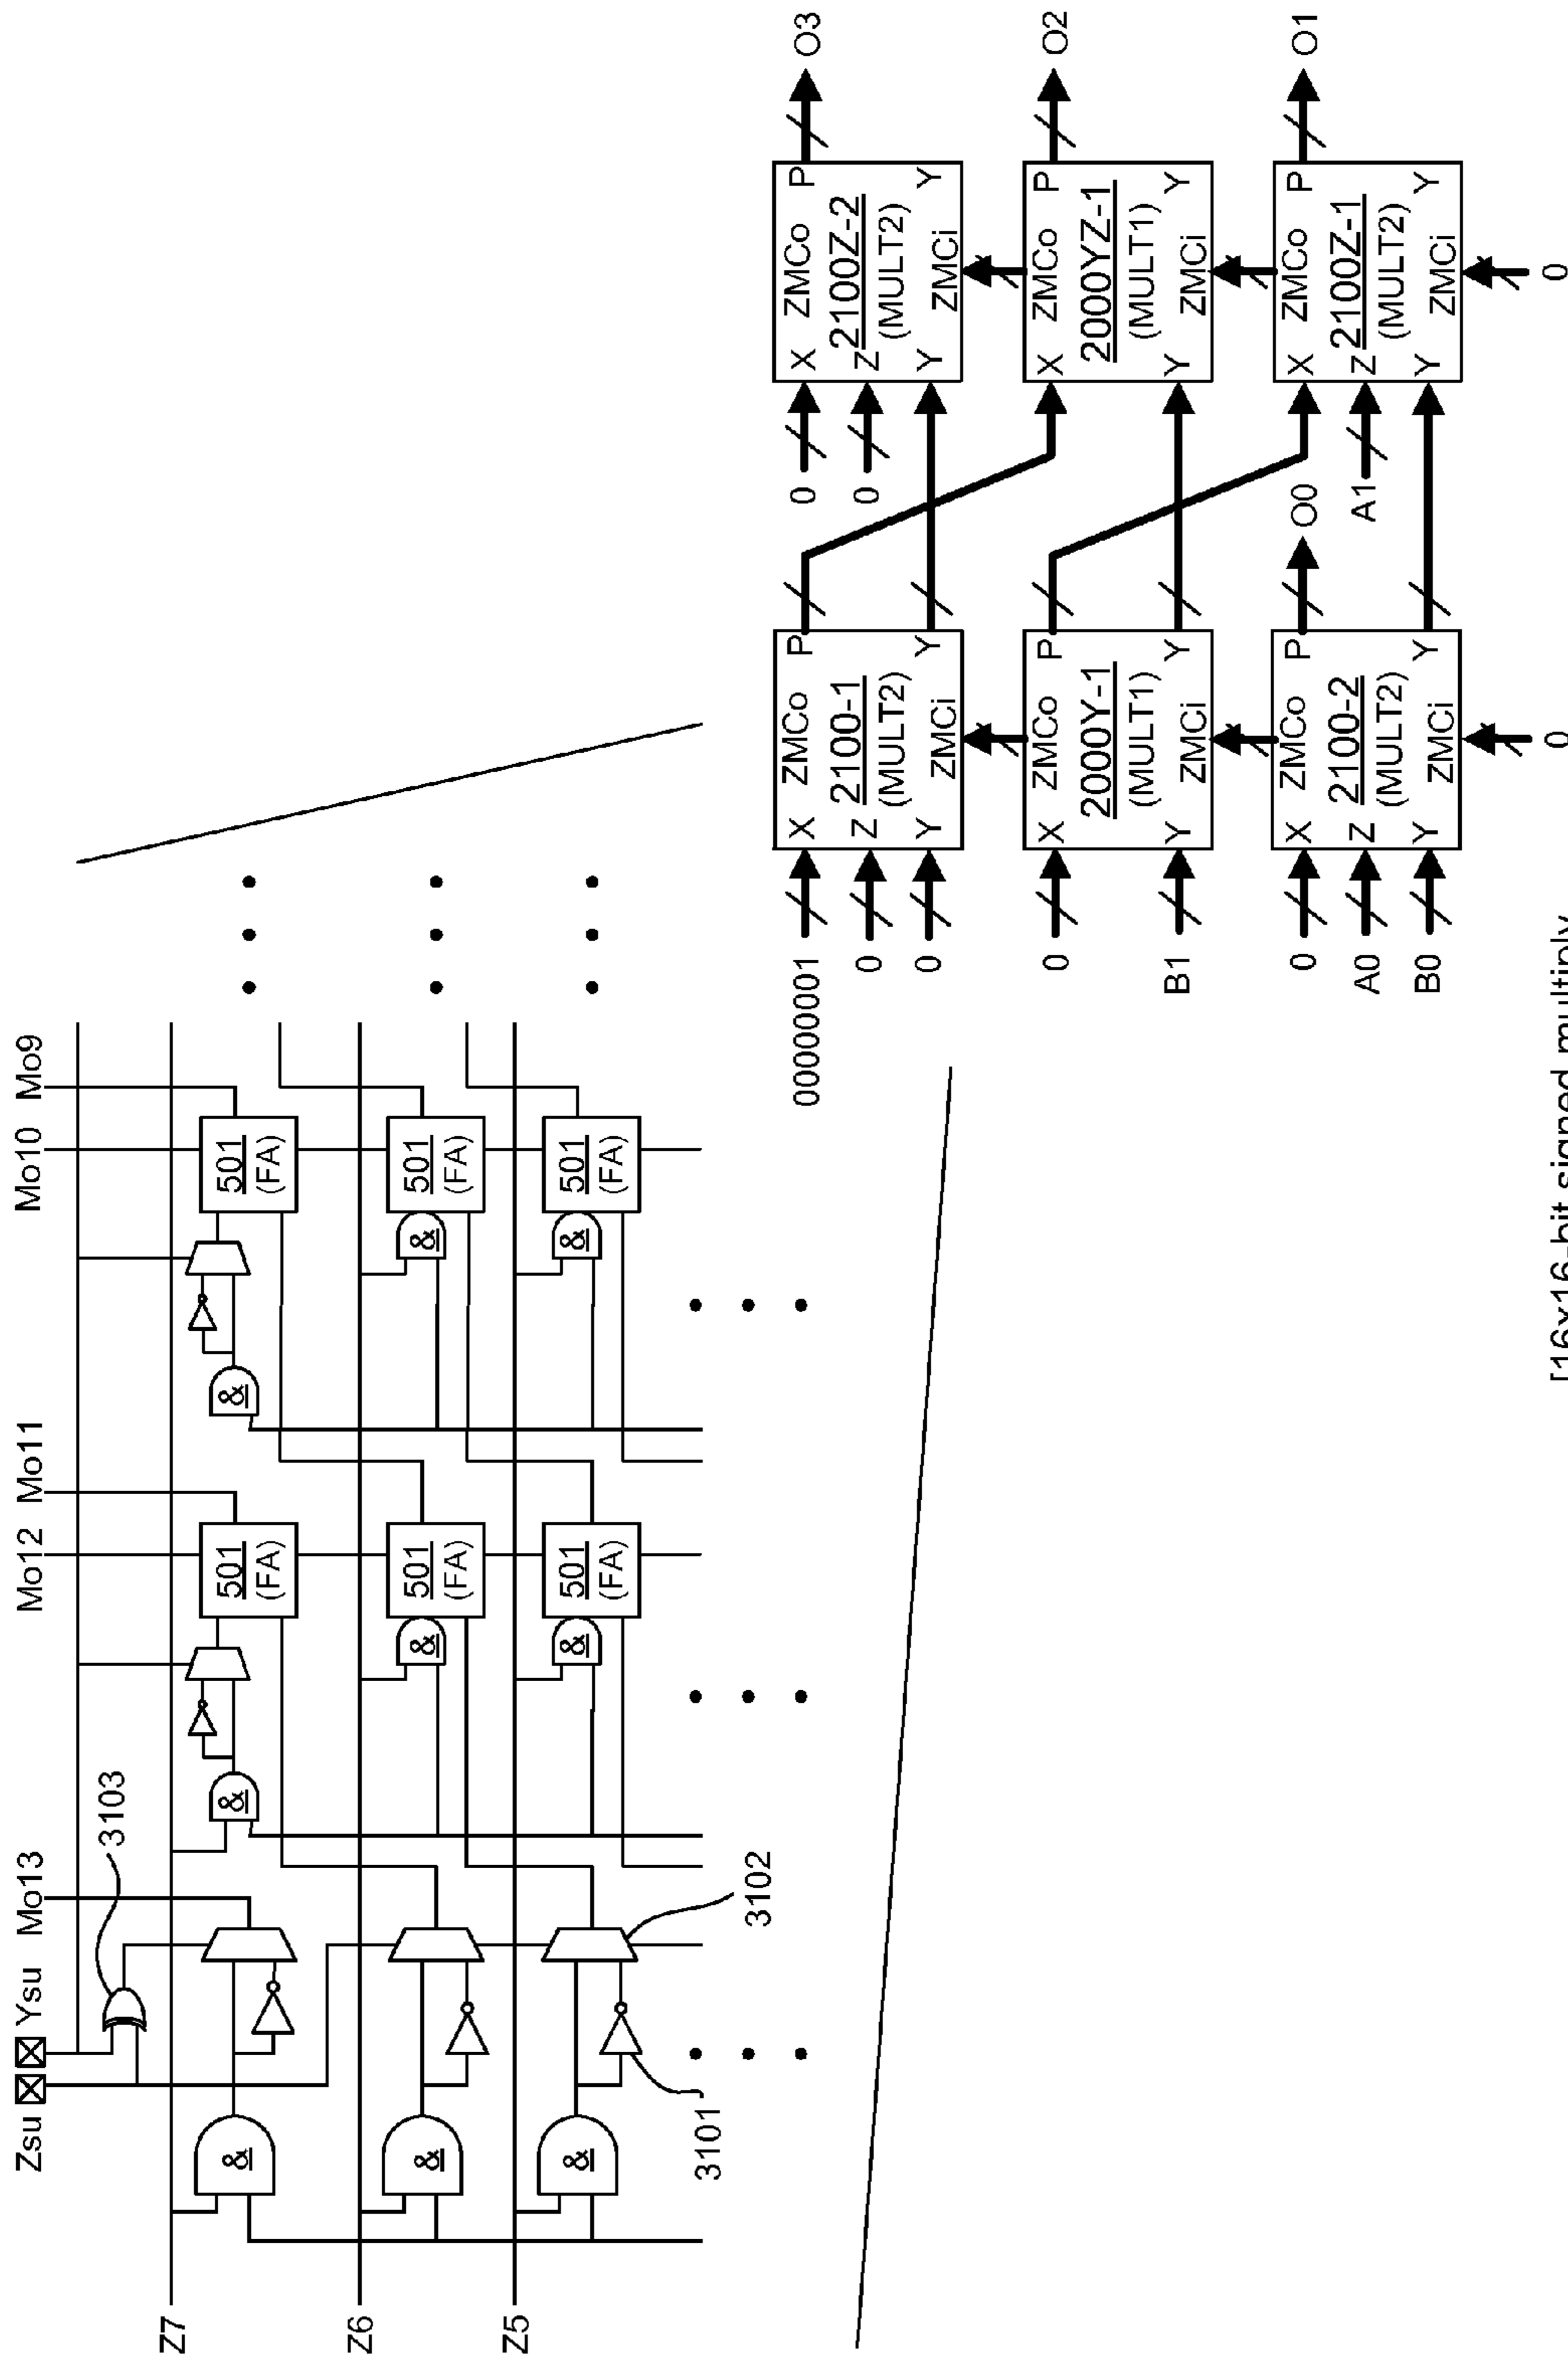 Zsu
Ysu
Mo13
Mo12
Mo11
Mo10
Mo9
3103
Z7
&
&
501
(FA)
&
501
(FA)
Z6
&
&
501
(FA)
&
501
(FA)
Z5
&
&
501
(FA)
&
501
(FA)
3101
3102
00000001
0
0
X
ZMCo
P
Z
2100-1
(MULT2)
Y
ZMCi
Y
0
0
X
ZMCo
P
O3
Z
2100Z-2
(MULT2)
Y
ZMCi
Y
0
B1
X
ZMCo
P
2000Y-1
(MULT1)
Y
ZMCi
Y
X
ZMCo
P
O2
2000YZ-1
(MULT1)
Y
ZMCi
Y
0
A0
B0
X
ZMCo
P
O0
Z
2100-2
(MULT2)
Y
ZMCi
Y
0
A1
X
ZMCo
P
O1
Z
2100Z-1
(MULT2)
Y
ZMCi
Y
0
[16x16-bit signed multiply